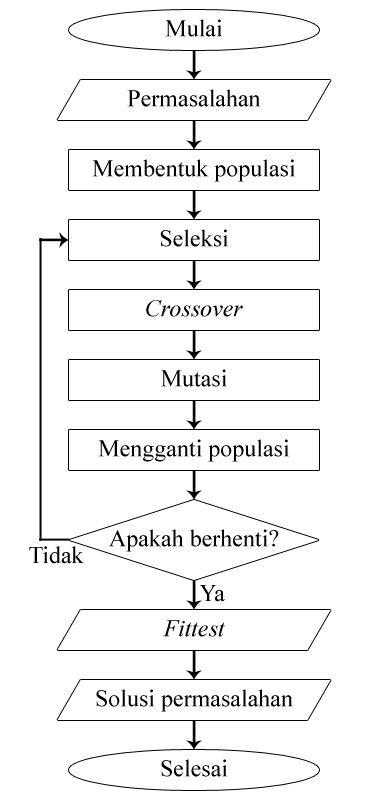 Mulai
Permasalahan
Membentuk populasi
Seleksi
Crossover
Mutasi
Mengganti populasi
Apakah berhenti?
Tidak
Ya
Fittest
Solusi permasalahan
Selesai